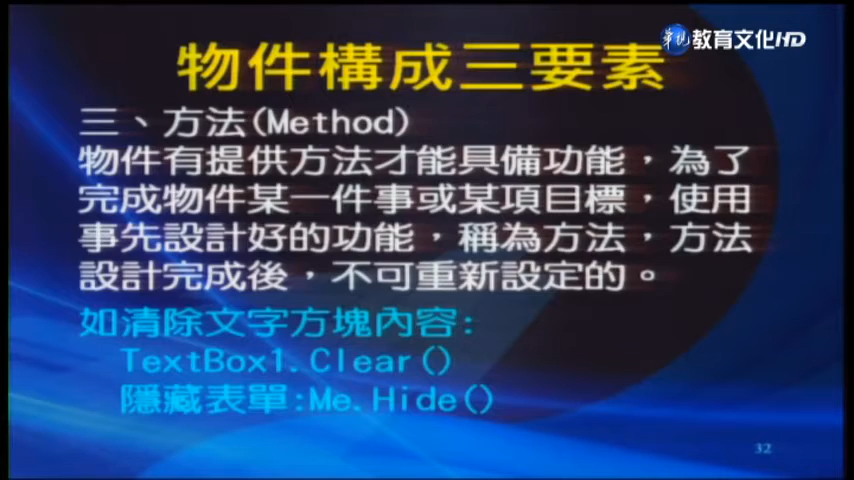 華視教育文化HD
物件構成三要素
三、方法(Method)
物件有提供方法才能具備功能，為了
完成物件某一件事或某項目標，使用
事先設計好的功能，稱為方法，方法
設計完成後，不可重新設定的。
如清除文字方塊內容:
TextBox1.Clear()
隱藏表單:Me.Hide()
32